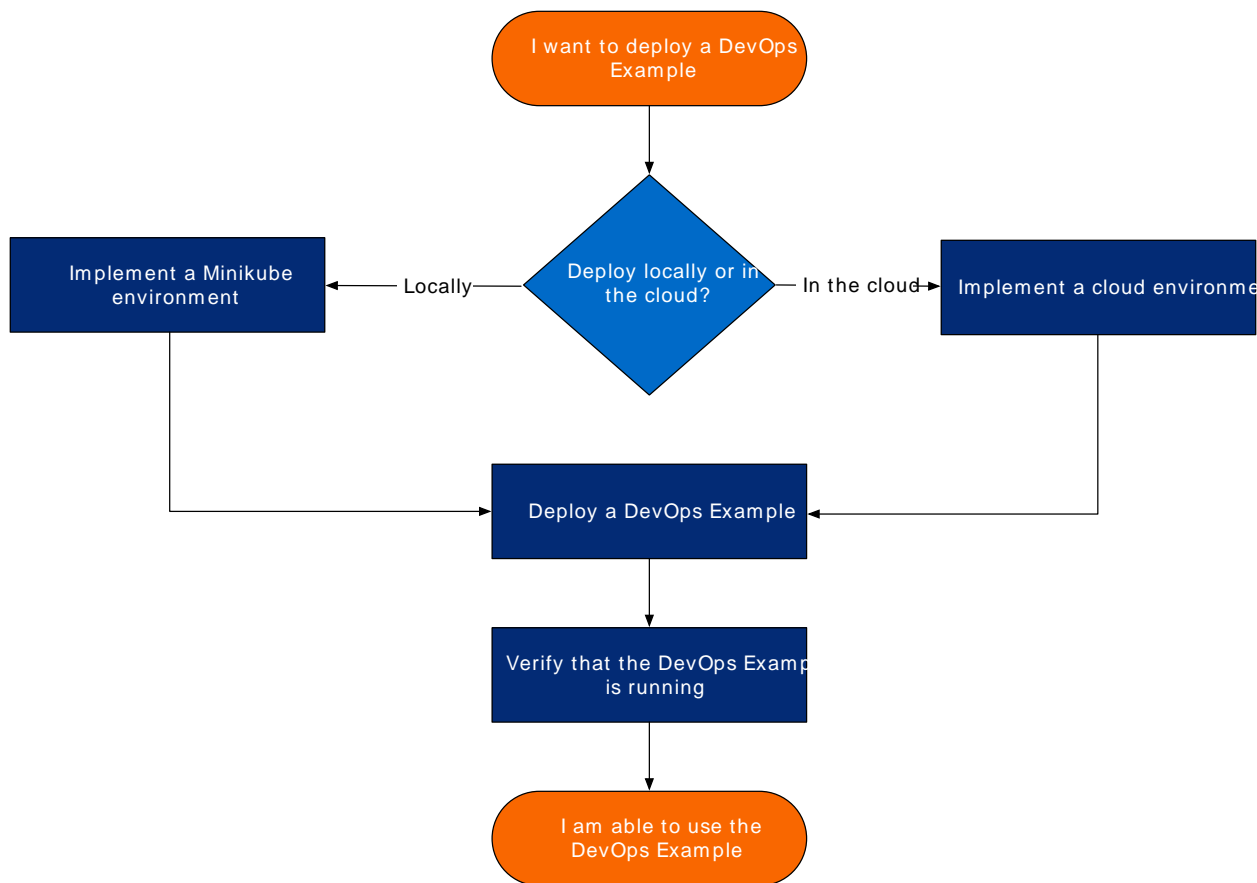 I want to deploy a DevOps
Example
Deploy locally or in
the cloud?
Locally
In the cloud
Implement a Minikube
environment
Implement a cloud environme
Deploy a DevOps Example
Verify that the DevOps Examp
is running
I am able to use the
DevOps Example